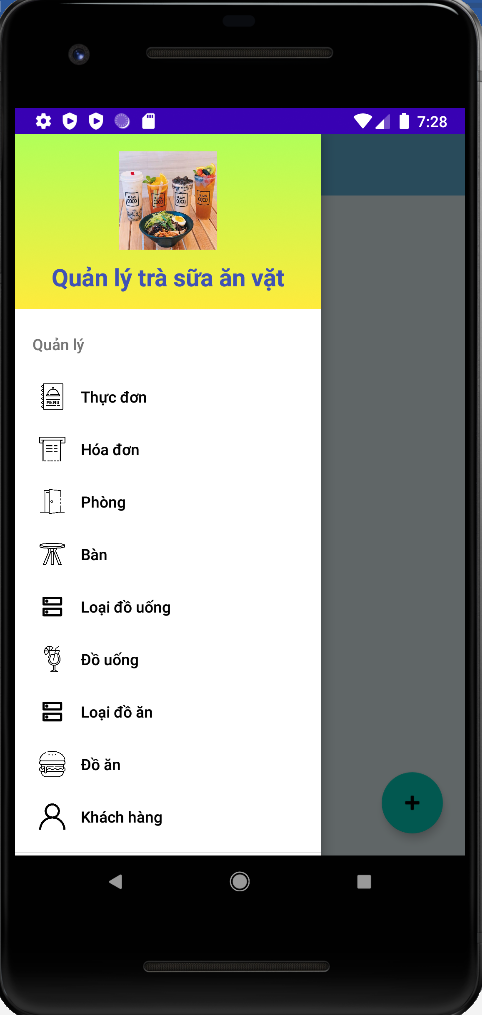 7:28
Quản lý trà sữa ăn vặt
Quản lý
Thực đơn
Hóa đơn
Phòng
Bàn
Loại đồ uống
Đồ uống
Loại đồ ăn
Đồ ăn
Khách hàng